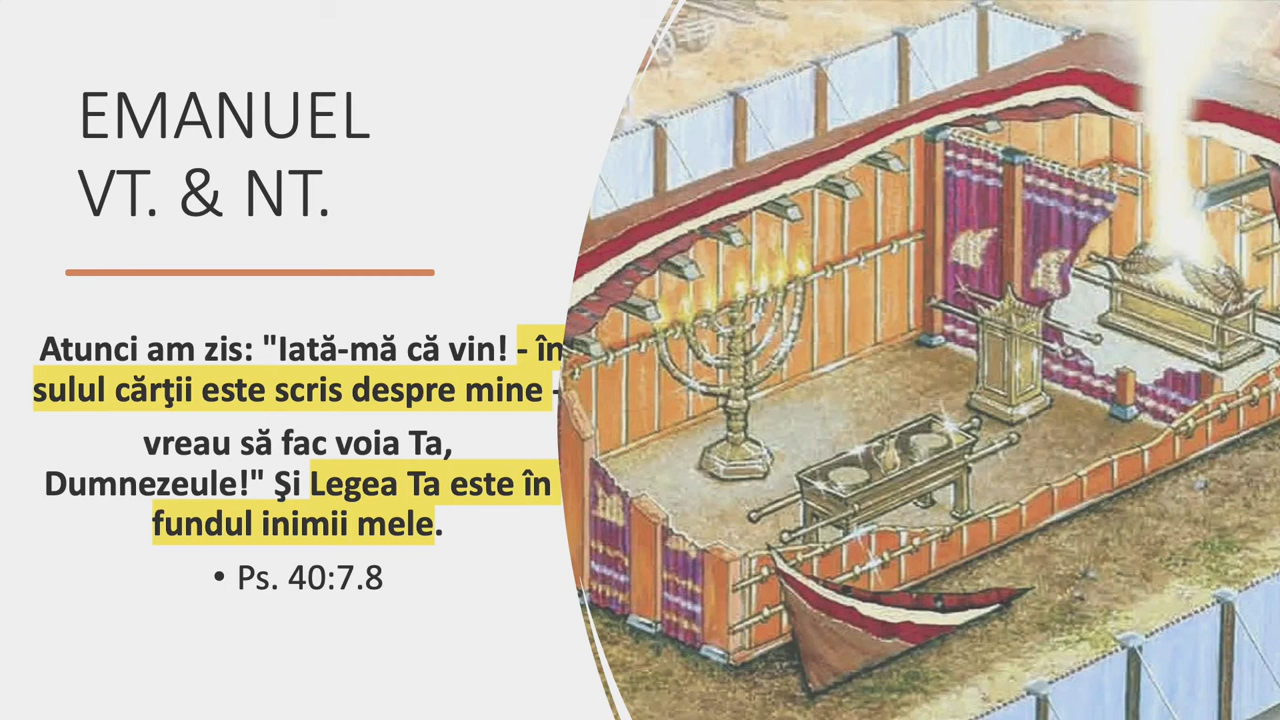 EMANUEL
VT. & NT.
Atunci am zis: "Iată-mă că vin! - în
sulul cărţii este scris despre mine -
vreau să fac voia Ta,
Dumnezeule!" Şi Legea Ta este în
fundul inimii mele.
• Ps. 40:7.8